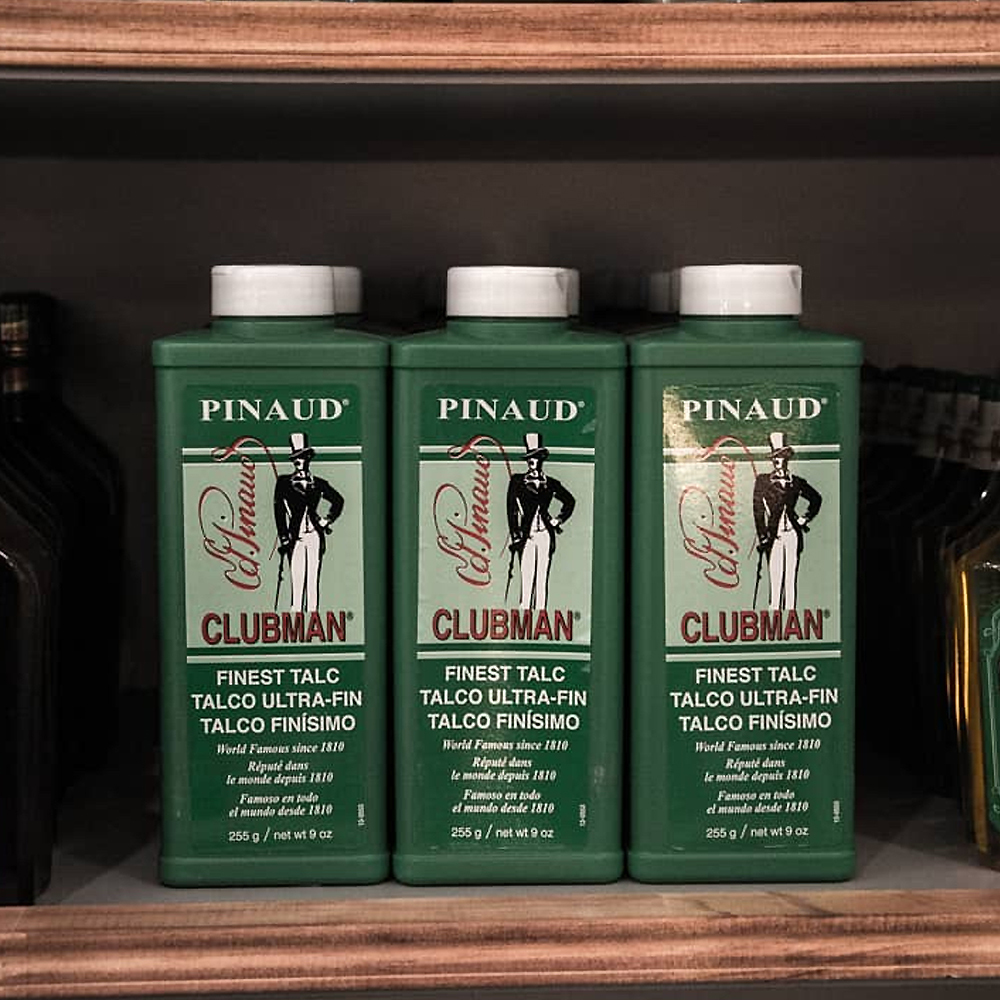 PINAUD®
Ed. Pinaud
CLUBMAN®
FINEST TALC
TALCO ULTRA-FIN
TALCO FINÍSIMO
World Famous since 1810
Réputé dans
le monde depuis 1810
Famoso en todo
el mundo desde 1810
255 g / net wt 9 oz
PINAUD®
Ed. Pinaud
CLUBMAN®
FINEST TALC
TALCO ULTRA-FIN
TALCO FINÍSIMO
World Famous since 1810
Réputé dans
le monde depuis 1810
Famoso en todo
el mundo desde 1810
255 g / net wt 9 oz
PINAUD®
Ed. Pinaud
CLUBMAN®
FINEST TALC
TALCO ULTRA-FIN
TALCO FINÍSIMO
World Famous since 1810
Réputé dans
le monde depuis 1810
Famoso en todo
el mundo desde 1810
255 g / net wt 9 oz